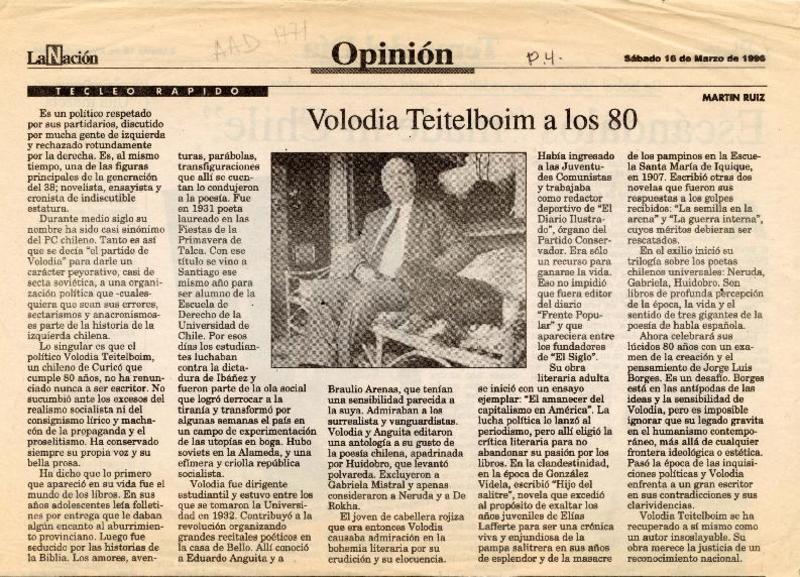 LaNación
AAD 1771
Opinión
P.4.
Sábado 16 de Marzo de 1996
TECLEO RAPIDO
MARTIN RUIZ
Volodia Teitelboim a los 80
Es un político respetado
por sus partidarios, discutido
por mucha gente de izquierda
y rechazado rotundamente
por la derecha. Es, al mismo
tiempo, una de las figuras
principales de la generación
del 38; novelista, ensayista y
cronista de indiscutible
estatura.
Durante medio siglo su
nombre ha sido casi sinónimo
del PC chileno. Tanto es así
que se decía "el partido de
Volodia" para darle un
carácter peyorativo, casi de
secta soviética, a una organi-
zación política que -cuales-
quiera que sean sus errores,
sectarismos y anacronismos-
es parte de la historia de la
izquierda chilena.
Lo singular es que el
político Volodia Teitelboim,
un chileno de Curicó que
cumple 80 años, no ha renun-
ciado nunca a ser escritor. No
sucumbió ante los excesos del
realismo socialista ni del
consignismo lírico y macha-
cón de la propaganda y el
proselitismo. Ha conservado
siempre su propia voz y su
bella prosa.
Ha dicho que lo primero
que apareció en su vida fue el
mundo de los libros. En sus
años adolescentes leía folleti-
nes por entrega que le daban
algún encanto al aburrimiento
provinciano. Luego fue
seducido por las historias de
la Biblia. Los amores, aven-
turas, parábolas,
transfiguraciones
que allí se cuen-
tan lo condujeron
a la poesía. Fue
en 1931 poeta
laureado en las
Fiestas de la
Primavera de
Talca. Con ese
título se vino a
Santiago ese
mismo año para
ser alumno de la
Escuela de
Derecho de la
Universidad de
Chile. Por esos
días los estudian-
tes luchaban
contra la dicta-
dura de Ibáñez y
fueron parte de la ola social
que logró derrocar a la
tiranía y transformó por
algunas semanas el país en
un campo de experimentación
de las utopías en boga. Hubo
soviets en la Alameda, y una
efímera y criolla república
socialista.
Volodia fue dirigente
estudiantil y estuvo entre los
que se tomaron la Universi-
dad en 1932. Contribuyó a la
revolución organizando
grandes recitales poéticos en
la casa de Bello. Allí conoció
a Eduardo Anguita y a
Braulio Arenas, que tenían
una sensibilidad parecida a
la suya. Admiraban a los
surrealista y vanguardistas.
Volodia y Anguita editaron
una antología a su gusto de
la poesía chilena, apadrinada
por Huidobro, que levantó
polvareda. Excluyeron a
Gabriela Mistral y apenas
consideraron a Neruda y a De
Rokha.
El joven de cabellera rojiza
que era entonces Volodia
causaba admiración en la
bohemia literaria por su
erudición y su elocuencia.
Había ingresado
a las Juventu-
des Comunistas
y trabajaba
como redactor
deportivo de "El
Diario Ilustra-
do", órgano del
Partido Conser-
vador. Era sólo
un recurso para
ganarse la vida.
Eso no impidió
que fuera editor
del diario
"Frente Popu-
lar" y que
apareciera entre
los fundadores
de "El Siglo".
Su obra
literaria adulta
se inició con un ensayo
ejemplar: "El amanecer del
capitalismo en América". La
lucha política lo lanzó al
periodismo, pero allí eligió la
crítica literaria para no
abandonar su pasión por los
libros. En la clandestinidad,
en la época de González
Videla, escribió "Hijo del
salitre", novela que excedió
al propósito de exaltar los
años juveniles de Elías
Lafferte para ser una crónica
viva y enjundiosa de la
pampa salitrera en sus años
de esplendor y de la masacre
de los pampinos en la Escue-
la Santa María de Iquique,
en 1907. Escribió otras dos
novelas que fueron sus
respuestas a los golpes
recibidos: "La semilla en la
arena" y "La guerra interna",
cuyos méritos debieran ser
rescatados.
En el exilio inició su
trilogía sobre los poetas
chilenos universales: Neruda,
Gabriela, Huidobro. Son
libros de profunda percepción
de la época, la vida y el
sentido de tres gigantes de la
poesía de habla española.
Ahora celebrará sus
lúcidos 80 años con un exa-
men de la creación y el
pensamiento de Jorge Luis
Borges. Es un desafío. Borges
está en las antípodas de las
ideas y la sensibilidad de
Volodia, pero es imposible
ignorar que su legado gravita
en el humanismo contempo-
ráneo, más allá de cualquier
frontera ideológica o estética.
Pasó la época de las inquisi-
ciones políticas y Volodia
enfrenta a un gran escritor
en sus contradicciones y sus
clarividencias.
Volodia Teitelboim se ha
recuperado a sí mismo como
un autor insoslayable. Su
obra merece la justicia de un
reconocimiento nacional.